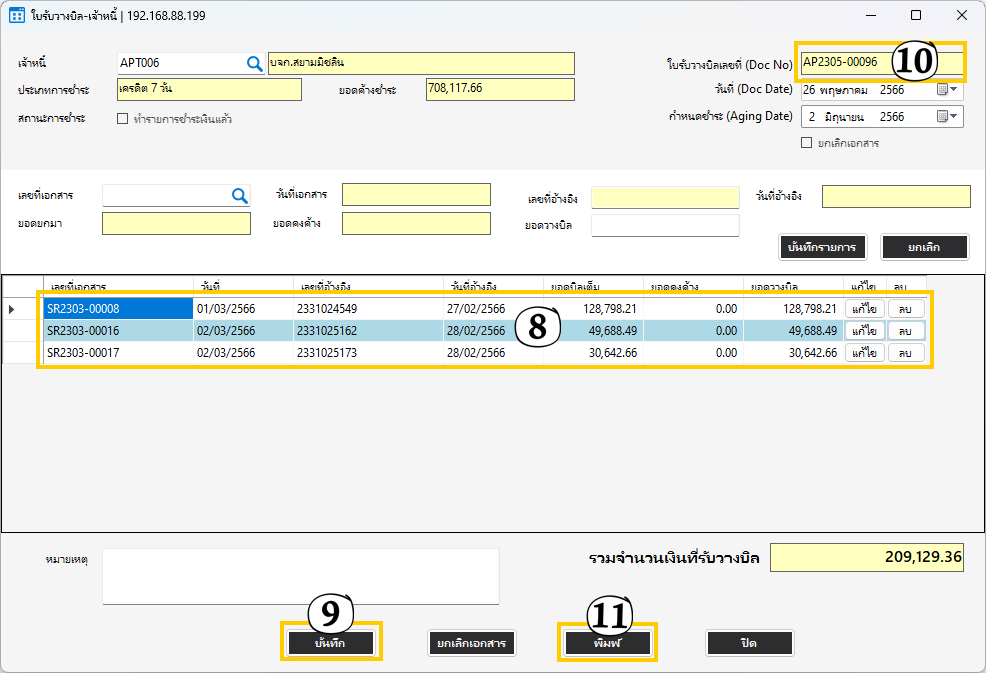 ใบรับวางบิล-เจ้าหนี้ | 192.168.88.199
เจ้าหนี้ APT006 บจก.สยามมิชลิน ใบรับวางบิลเลขที่ (Doc No) AP2305-00096 10
ประเภทการชำระ เครดิต 7 วัน ยอดค้างชำระ 708,117.66 วันที่ (Doc Date) 26 พฤษภาคม 2566
สถานะการชำระ ทำรายการชำระเงินแล้ว กำหนดชำระ (Aging Date) 2 มิถุนายน 2566
ยกเลิกเอกสาร
เลขที่เอกสาร วันที่เอกสาร เลขที่อ้างอิง วันที่อ้างอิง
ยอดยกมา ยอดคงค้าง ยอดวางบิล
บันทึกรายการ ยกเลิก
เลขที่เอกสาร วันที่ เลขที่อ้างอิง วันที่อ้างอิง ยอดบิลเต็ม ยอดคงค้าง ยอดวางบิล แก้ไข ลบ
SR2303-00008 01/03/2566 2331024549 27/02/2566 128,798.21 0.00 128,798.21 แก้ไข ลบ
SR2303-00016 02/03/2566 2331025162 28/02/2566 8 49,688.49 0.00 49,688.49 แก้ไข ลบ
SR2303-00017 02/03/2566 2331025173 28/02/2566 30,642.66 0.00 30,642.66 แก้ไข ลบ
หมายเหตุ รวมจำนวนเงินที่รับวางบิล 209,129.36
9 11
บันทึก ยกเลิกเอกสาร พิมพ์ ปิด